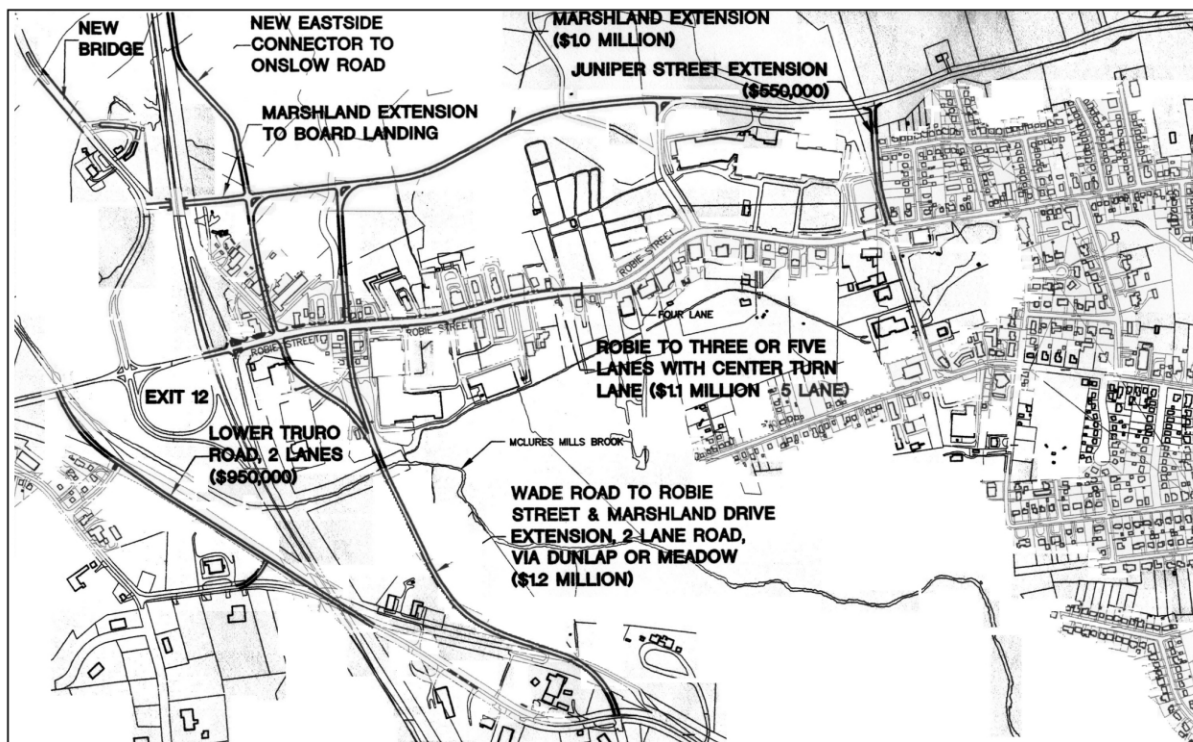 NEW
BRIDGE
NEW EASTSIDE
CONNECTOR TO
ONSLOW ROAD
MARSHLAND EXTENSION
($1.0 MILLION)
JUNIPER STREET EXTENSION
($550,000)
MARSHLAND EXTENSION
TO BOARD LANDING
ROBIE STREET
ROBIE STREET
ROBIE STREET
FOUR LANE
ROBIE TO THREE OR FIVE
LANES WITH CENTER TURN
LANE ($1.1 MILLION 5 LANE)
EXIT 12
LOWER TRURO
ROAD, 2 LANES
($950,000)
MCLURES MILLS BROOK
WADE ROAD TO ROBIE
STREET & MARSHLAND DRIVE
EXTENSION, 2 LANE ROAD,
VIA DUNLAP OR MEADOW
($1.2 MILLION)